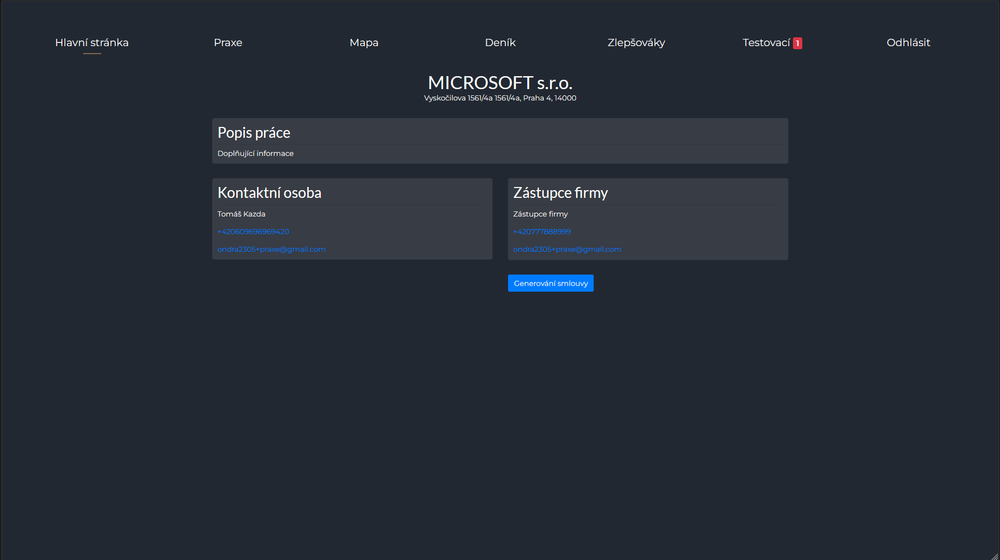 Hlavní stránka
Praxe
Mapa
Deník
Zlepšováky
Testovací 1
Odhlásit
MICROSOFT s.r.o.
Vyskočilova 1561/4a 1561/4a, Praha 4, 14000
Popis práce
Doplňující informace
Kontaktní osoba
Tomáš Kazda
+420609696969420
ondra2305+praxe@gmail.com
Zástupce firmy
Zástupce firmy
+420777888999
ondra2305+praxe@gmail.com
Generování smlouvy